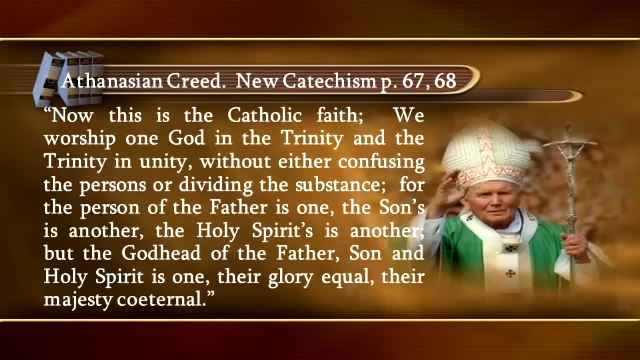 Athanasian Creed. New Catechism p. 67, 68
“Now this is the Catholic faith; We
worship one God in the Trinity and the
Trinity in unity, without either confusing
the persons or dividing the substance; for
the person of the Father is one, the Son’s
is another, the Holy Spirit’s is another;
but the Godhead of the Father, Son and
Holy Spirit is one, their glory equal, their
majesty coeternal.”